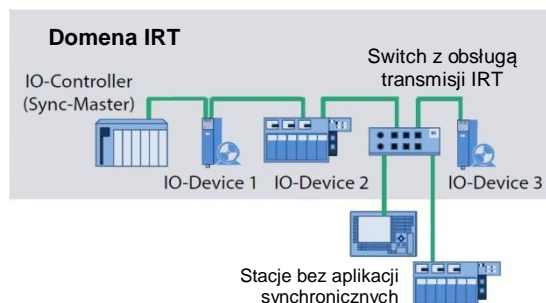 Domena IRT
Switch z obsługą
transmisji IRT
IO-Controller
(Sync-Master)
IO-Device 1
IO-Device 2
IO-Device 3
Stacje bez aplikacji
synchronicznych